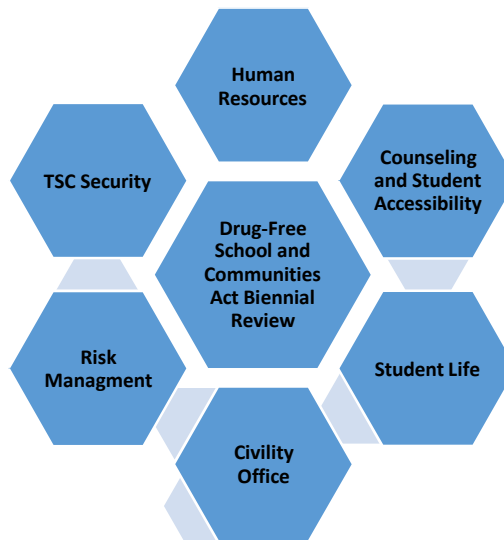 Human
Resources
TSC Security
Counseling
and Student
Accessibility
Drug-Free
School and
Communities
Act Biennial
Review
Risk
Managment
Student Life
Civility
Office